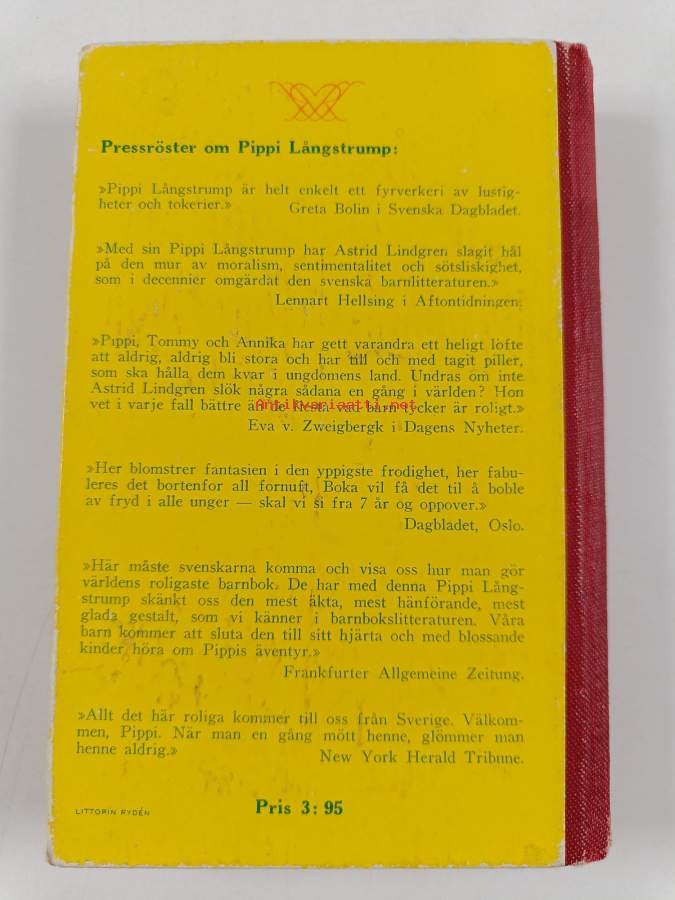 Pressröster om Pippi Långstrump:
»Pippi Långstrump är helt enkelt ett fyrverkeri av lustig-
heter och tokerier.» Greta Bolin i Svenska Dagbladet.
»Med sin Pippi Långstrump har Astrid Lindgren slagit hål
på den mur av moralism, sentimentalitet och sötsliskighet,
som i decennier omgärdat den svenska barnlitteraturen.»
Lennart Hellsing i Aftontidningen.
»Pippi, Tommy och Annika har gett varandra ett heligt löfte
att aldrig, aldrig bli stora och har till och med tagit piller,
som ska hålla dem kvar i ungdomens land. Undras om inte
Astrid Lindgren slök några sådana en gång i världen? Hon
vet i varje fall bättre än de flesta vad barn tycker är roligt.»
Antikvariaatti.net
Eva v. Zweigbergk i Dagens Nyheter.
»Her blomstrer fantasien i den yppigste frodighet, her fabu-
leres det bortenfor all fornuft, Boka vil få det til å boble
av fryd i alle unger — skal vi si fra 7 år og oppover.»
Dagbladet, Oslo.
»Här måste svenskarna komma och visa oss hur man gör
världens roligaste barnbok. De har med denna Pippi Lång-
strump skänkt oss den mest äkta, mest hänförande, mest
glada gestalt, som vi känner i barnbokslitteraturen. Våra
barn kommer att sluta den till sitt hjärta och med blossande
kinder höra om Pippis äventyr.»
Frankfurter Allgemeine Zeitung.
»Allt det här roliga kommer till oss från Sverige. Välkom-
men, Pippi. När man en gång mött henne, glömmer man
henne aldrig.» New York Herald Tribune.
LITTORIN RYDÉN
Pris 3: 95